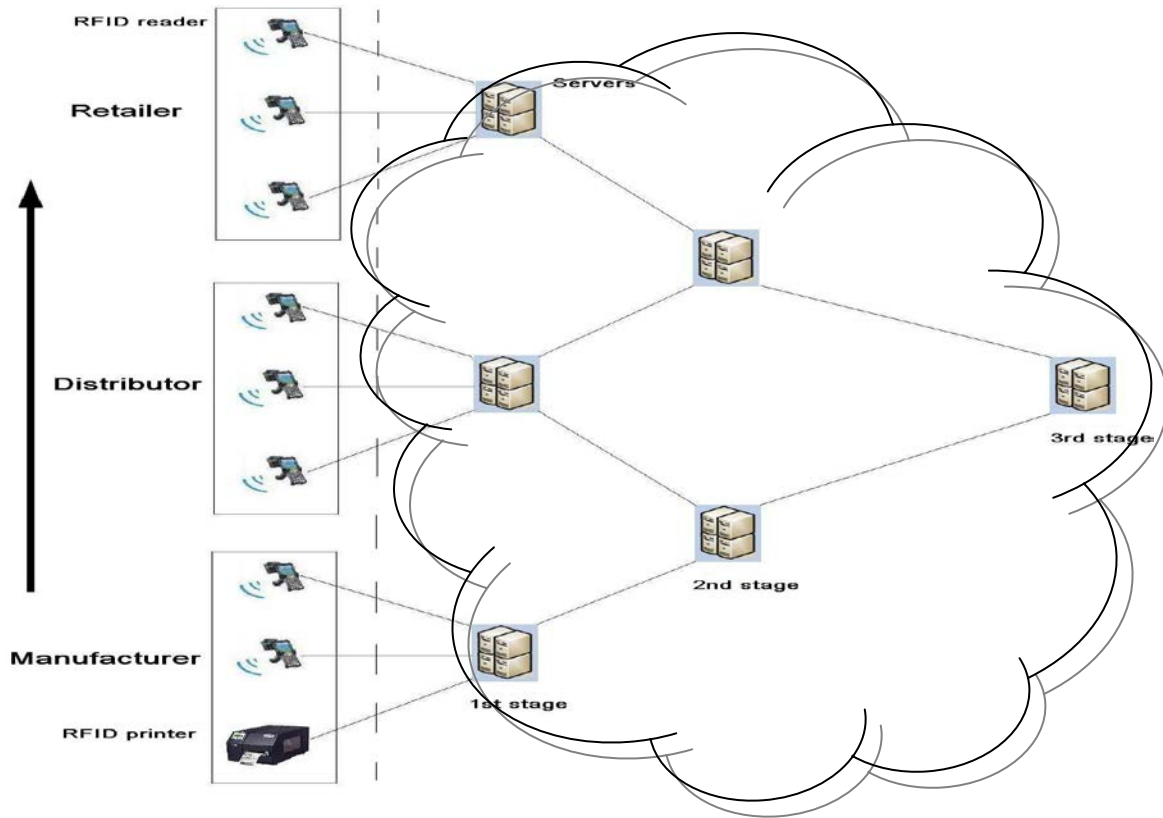 RFID reader
Servers
Retailer
Distributor
3rd stage
2nd stage
Manufacturer
1st stage
RFID printer